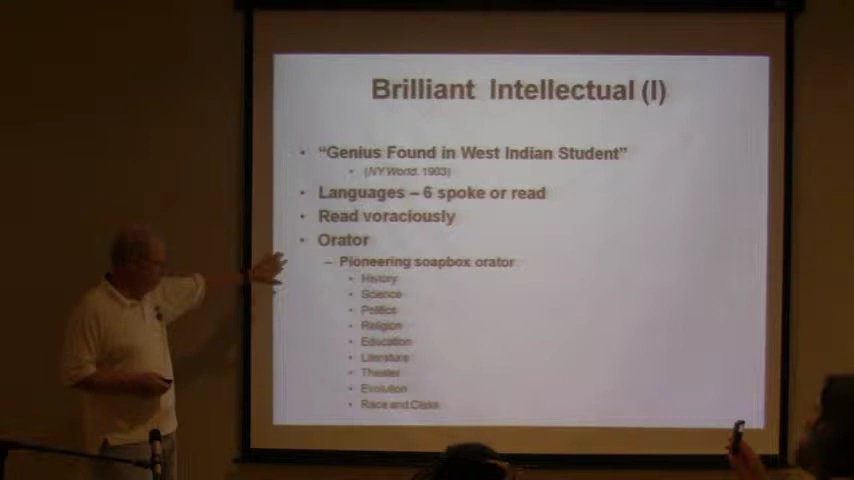 Brilliant Intellectual (I)
• "Genius Found in West Indian Student"
• (NY World. 1903)
• Languages – 6 spoke or read
• Read voraciously
• Orator
– Pioneering soapbox orator
• History
• Science
• Politics
• Religion
• Education
• Literature
• Theater
• Evolution
• Race and Class